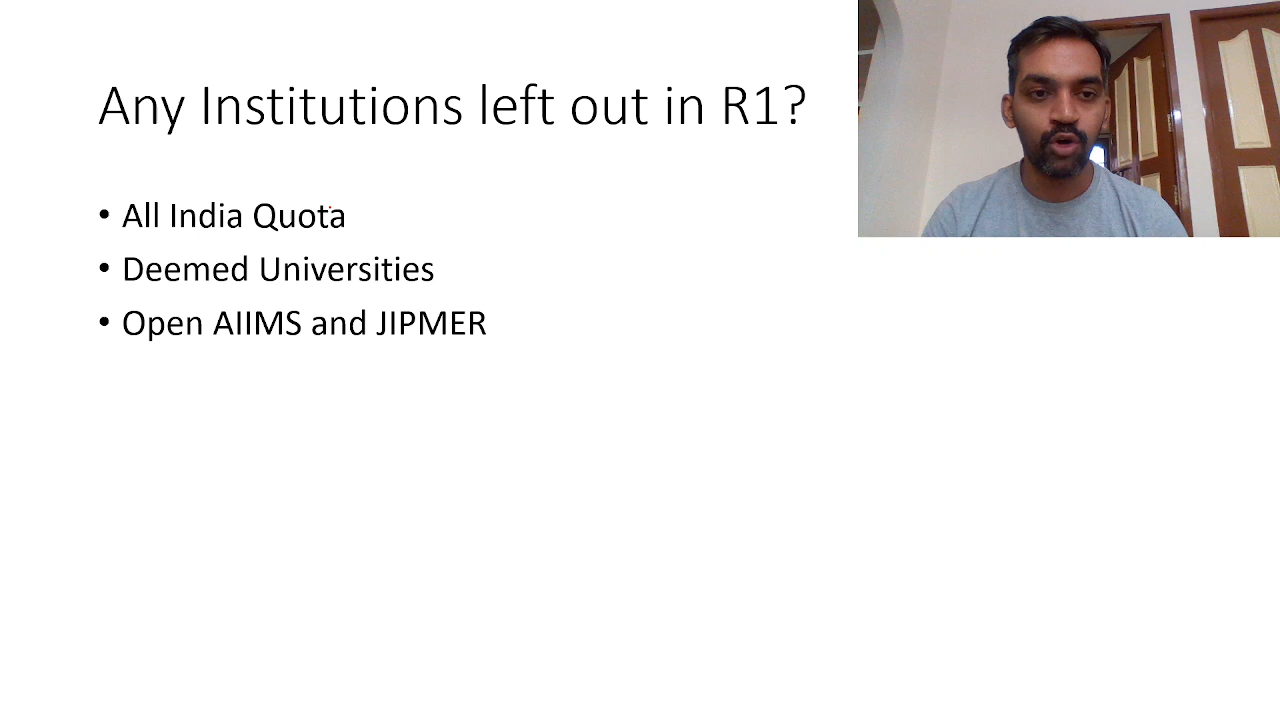 Any Institutions left out in R1?
• All India Quota
• Deemed Universities
• Open AIIMS and JIPMER